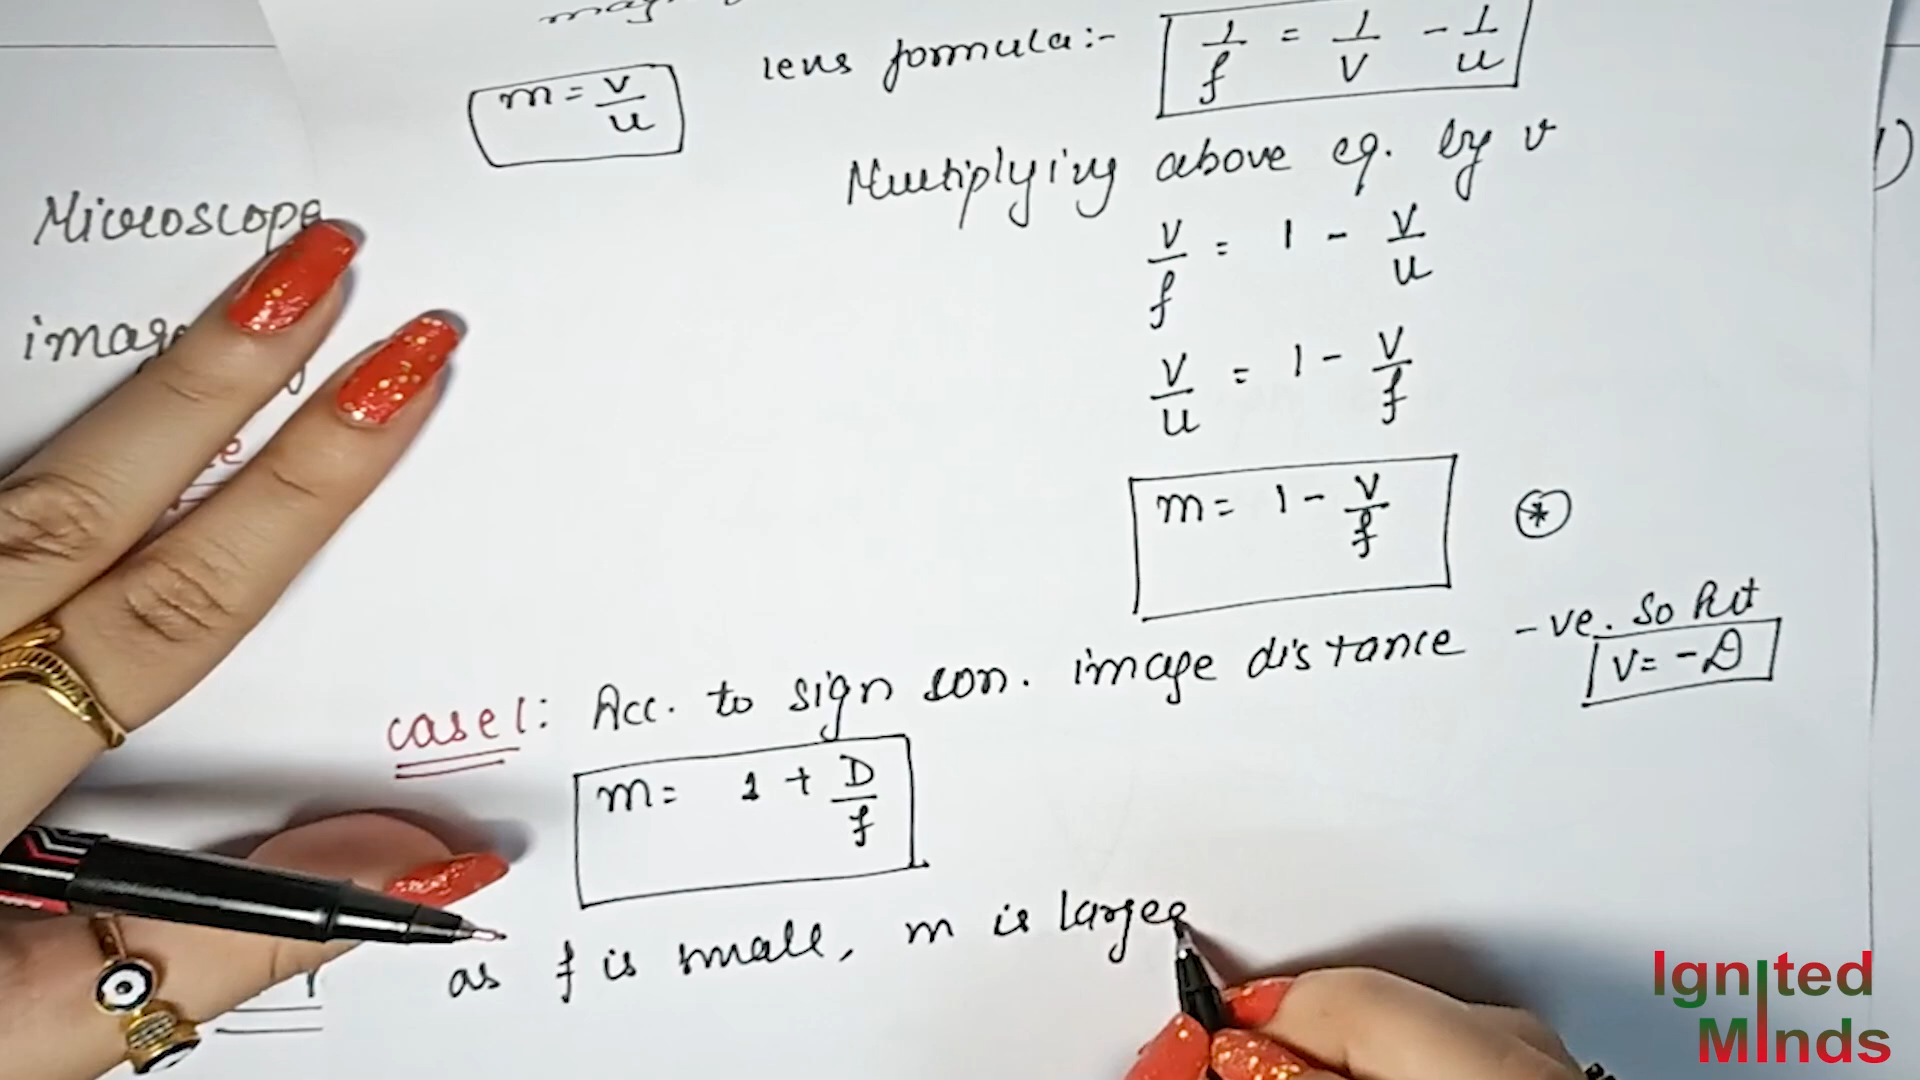 m = v/u
lens formula:- 1/f = 1/v - 1/u
Multiplying above eq. by v
Microscope
v/f = 1 - v/u
v/u = 1 - v/f
m = 1 - v/f *
case 1: Acc. to sign con. image distance -ve. So Put
v = -D
m = 1 + D/f
as f is small, m is large
Ignited
Minds